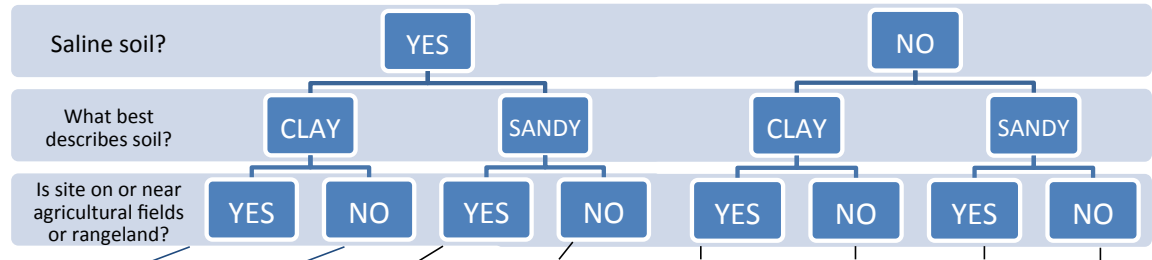 Saline soil?
YES
NO
What best
describes soil?
CLAY
SANDY
CLAY
SANDY
Is site on or near
agricultural fields
or rangeland?
YES
NO
YES
NO
YES
NO
YES
NO